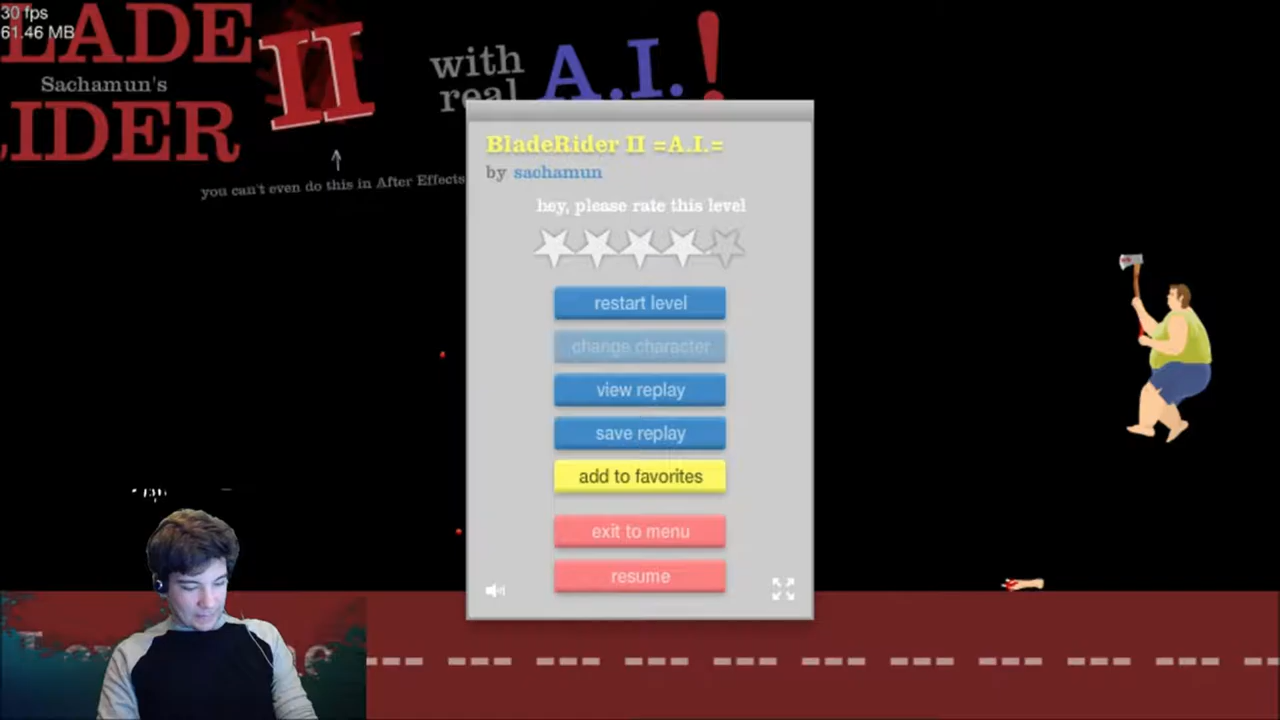 30 fps
61.46 MB
LADE
II
Sachamun's
IDER
with
real
A.I.!
you can't even do this in After Effects
BladeRider II =A.I.=
by sachamun
hey, please rate this level
restart level
change character
view replay
save replay
add to favorites
exit to menu
resume